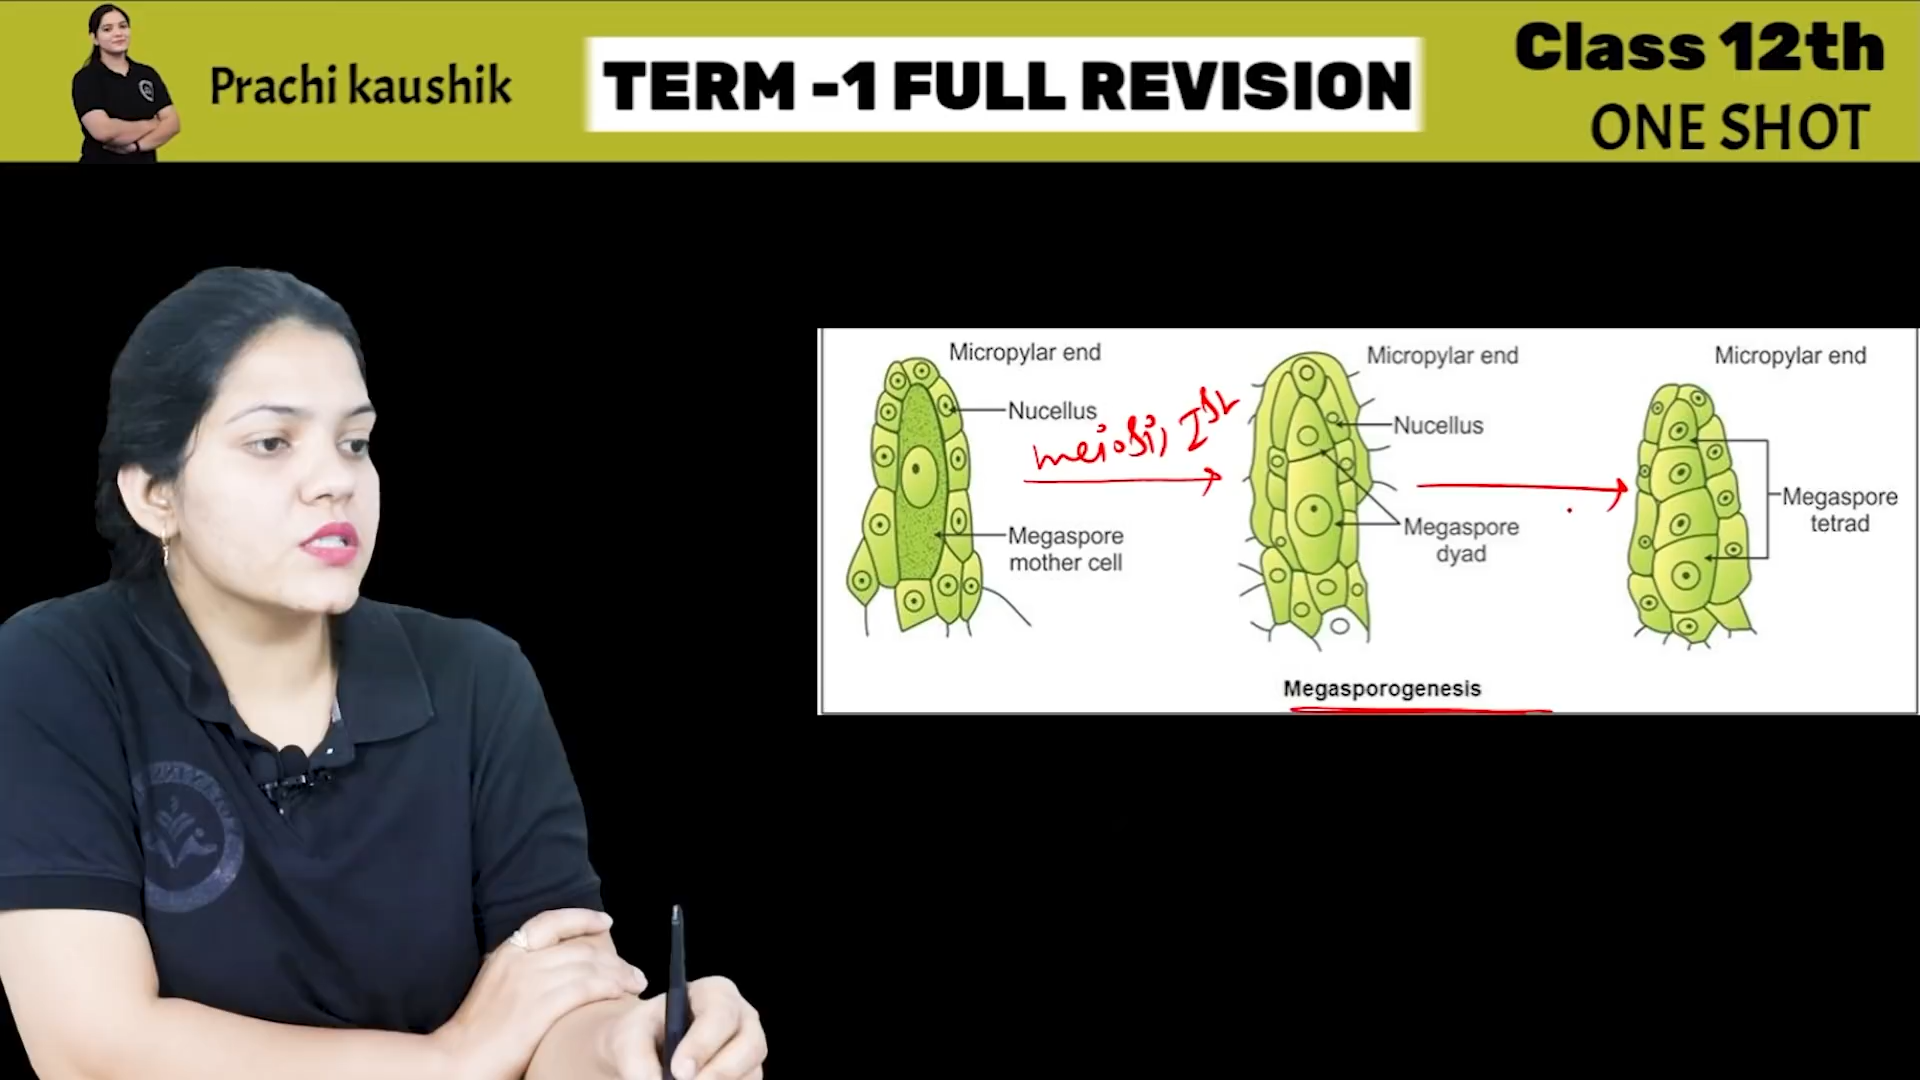 Prachi kaushik
TERM -1 FULL REVISION
Class 12th
ONE SHOT
Micropylar end
Nucellus
Megaspore
mother cell
meiosis Ist
Micropylar end
Nucellus
Megaspore
dyad
Micropylar end
Megaspore
tetrad
Megasporogenesis